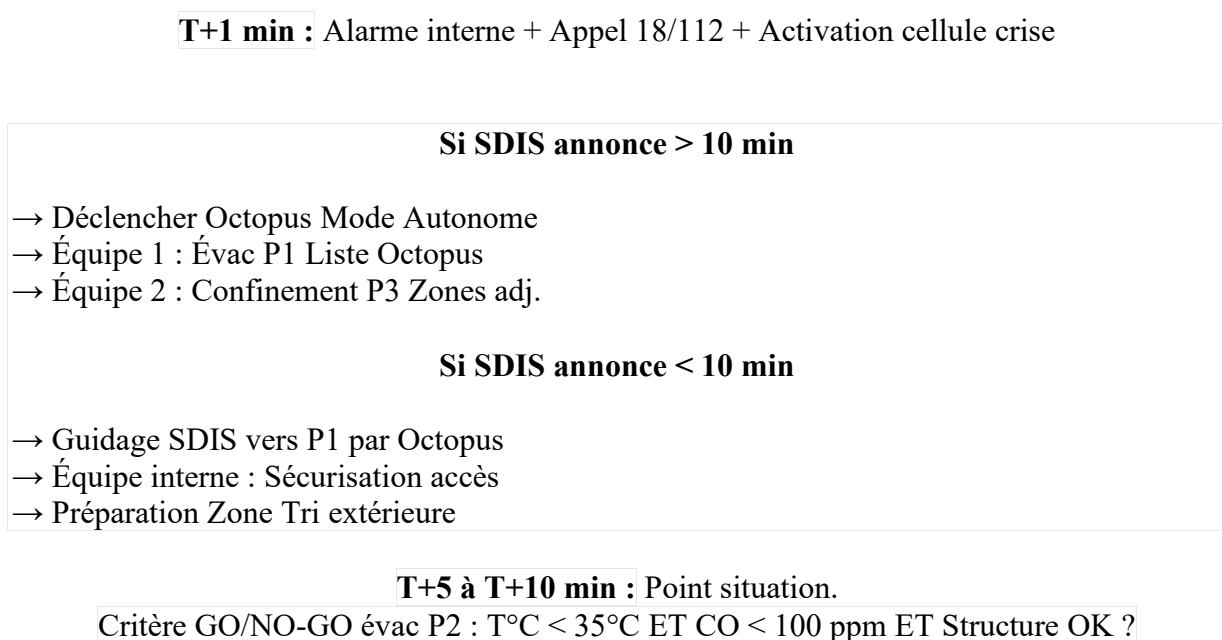 T+1 min : Alarme interne + Appel 18/112 + Activation cellule crise
Si SDIS annonce > 10 min
→ Déclencher Octopus Mode Autonome
→ Équipe 1 : Évac P1 Liste Octopus
→ Équipe 2 : Confinement P3 Zones adj.
Si SDIS annonce < 10 min
→ Guidage SDIS vers P1 par Octopus
→ Équipe interne : Sécurisation accès
→ Préparation Zone Tri extérieure
T+5 à T+10 min : Point situation.
Critère GO/NO-GO évac P2 : T°C < 35°C ET CO < 100 ppm ET Structure OK ?